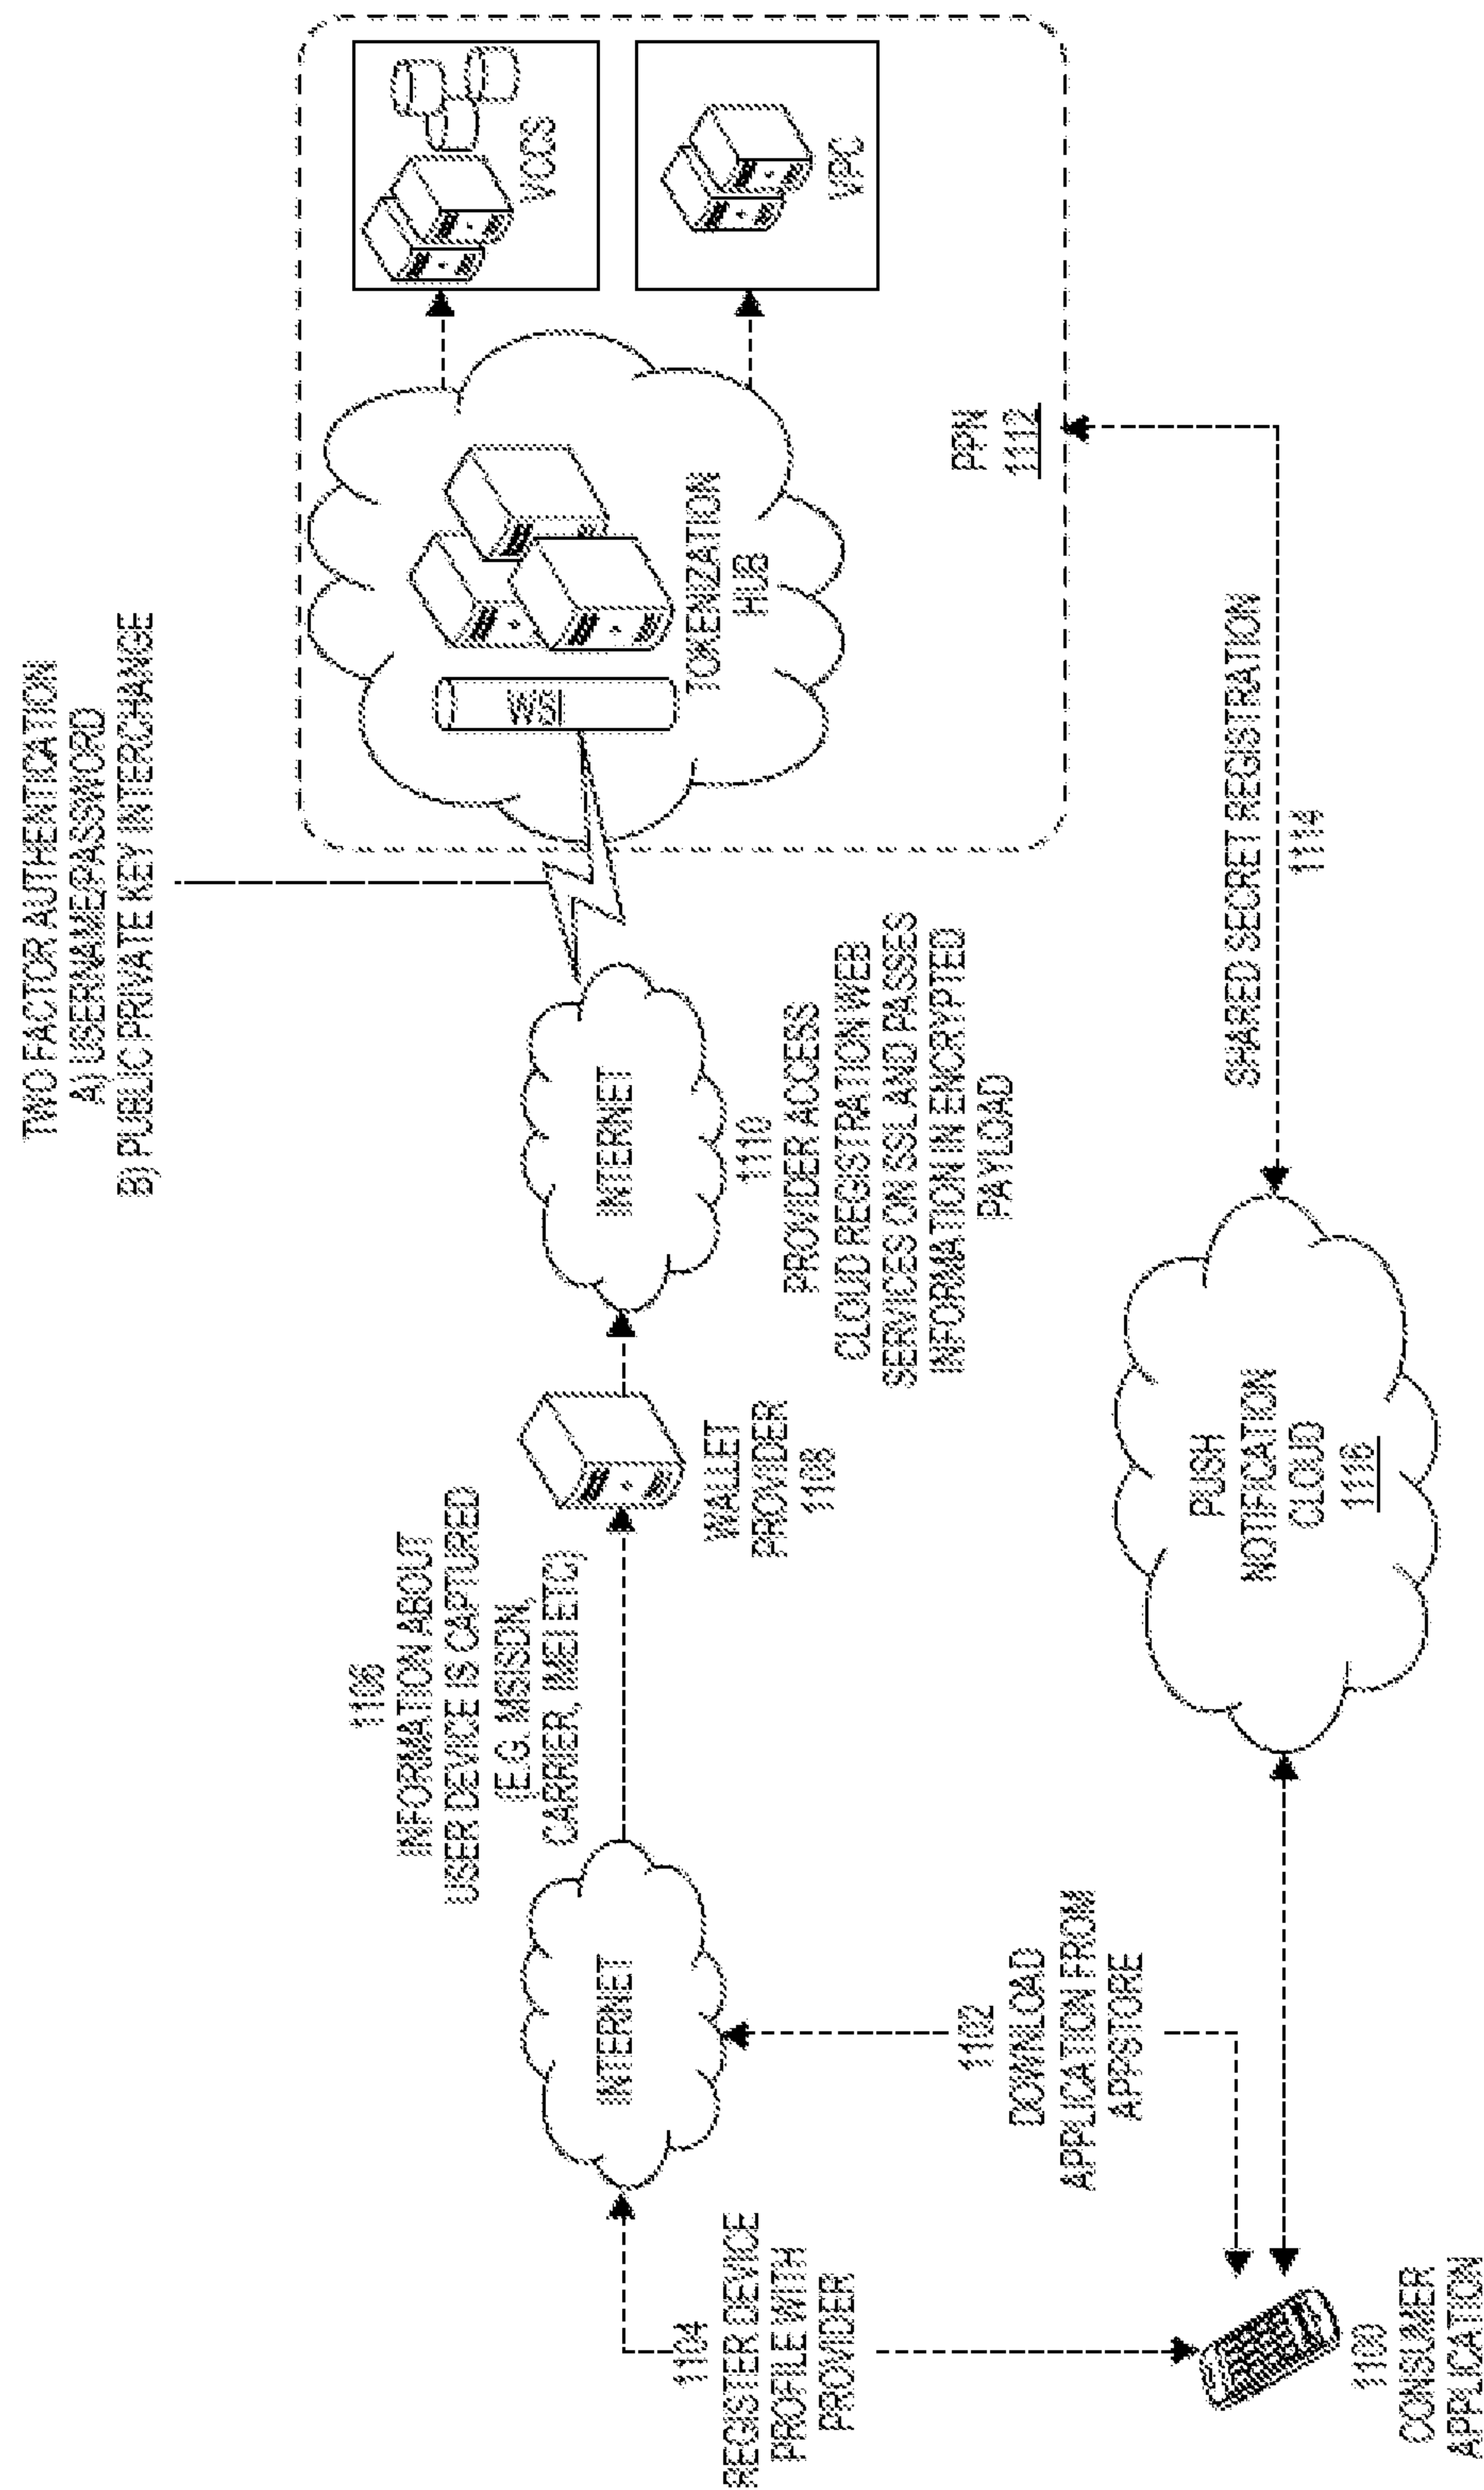 TWO FACTOR AUTHENTICATION
A) USERNAME/PASSWORD
B) PUBLIC PRIVATE KEY INTERCHANGE
1106
INFORMATION ABOUT
USER DEVICE IS CAPTURED
(E.G. MSISDN,
CARRIER, IMEI ETC)
VCCS
VPC
WSI
TOKENIZATION
HUB
PPN
1112
INTERNET
WALLET
PROVIDER
1108
INTERNET
1110
PROVIDER ACCESS
CLOUD REGISTRATION WEB
SERVICES ON SSL AND PASSES
INFORMATION IN ENCRYPTED
PAYLOAD
1104
REGISTER DEVICE
PROFILE WITH
PROVIDER
1102
DOWNLOAD
APPLICATION FROM
APPSTORE
PUSH
NOTIFICATION
CLOUD
1116
SHARED SECRET REGISTRATION
1114
1100
CONSUMER
APPLICATION